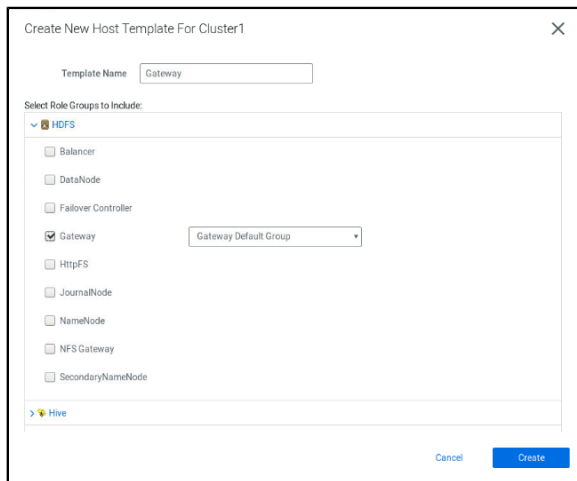 Create New Host Template For Cluster1
Template Name Gateway
Select Role Groups to Include:
HDFS
Balancer
DataNode
Failover Controller
Gateway Gateway Default Group
HttpFS
JournalNode
NameNode
NFS Gateway
SecondaryNameNode
Hive
Cancel Create